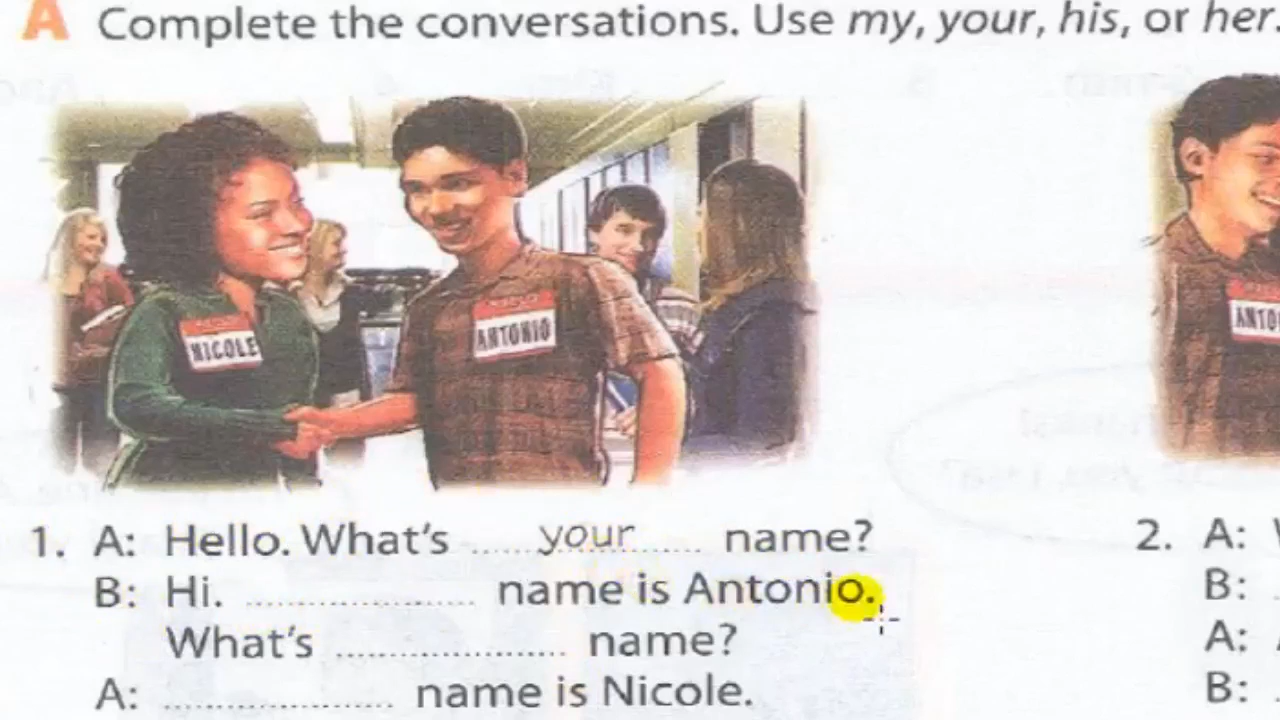 A Complete the conversations. Use my, your, his, or her.
NICOLE
ANTONIO
1. A: Hello. What's your name?
B: Hi. .................... name is Antonio.
What's .................... name?
A: .................... name is Nicole.
2. A:
B:
A:
B: